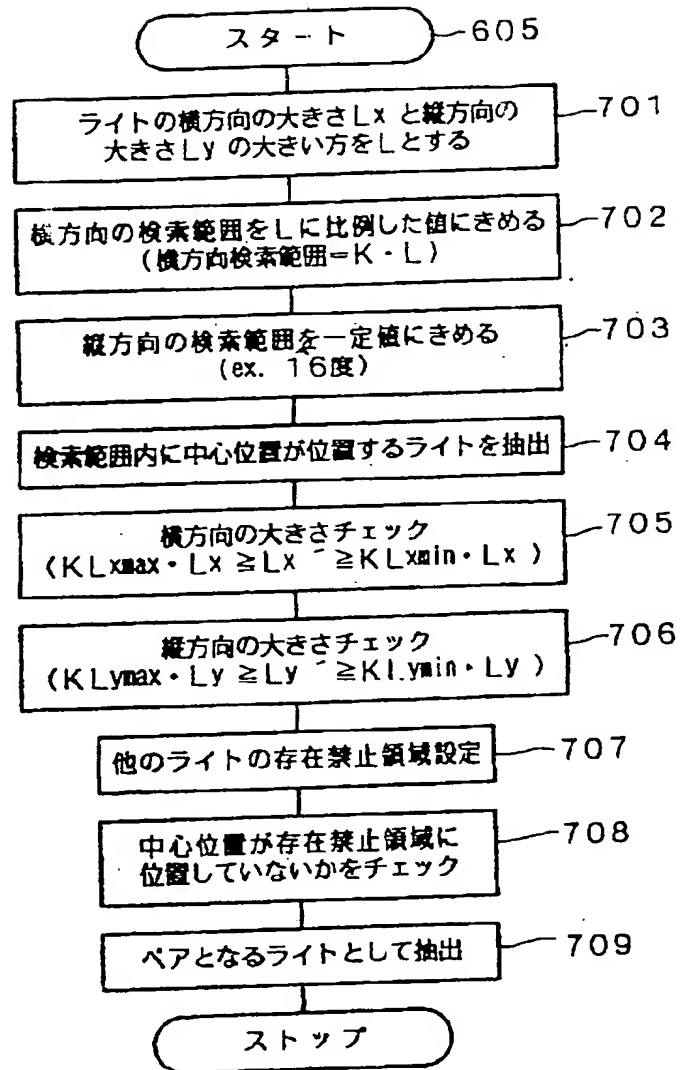 スタート 605
ライトの横方向の大きさLxと縦方向の 701
大きさLyの大きい方をLとする
横方向の検索範囲をLに比例した値にきめる 702
(横方向検索範囲=K・L)
縦方向の検索範囲を一定値にきめる 703
(ex. 16度)
検索範囲内に中心位置が位置するライトを抽出 704
横方向の大きさチェック 705
(KLxmax・Lx≧Lx´≧KLxmin・Lx)
縦方向の大きさチェック 706
(KLymax・Ly≧Ly´≧KLymin・Ly)
他のライトの存在禁止領域設定 707
中心位置が存在禁止領域に 708
位置していないかをチェック
ペアとなるライトとして抽出 709
ストップ